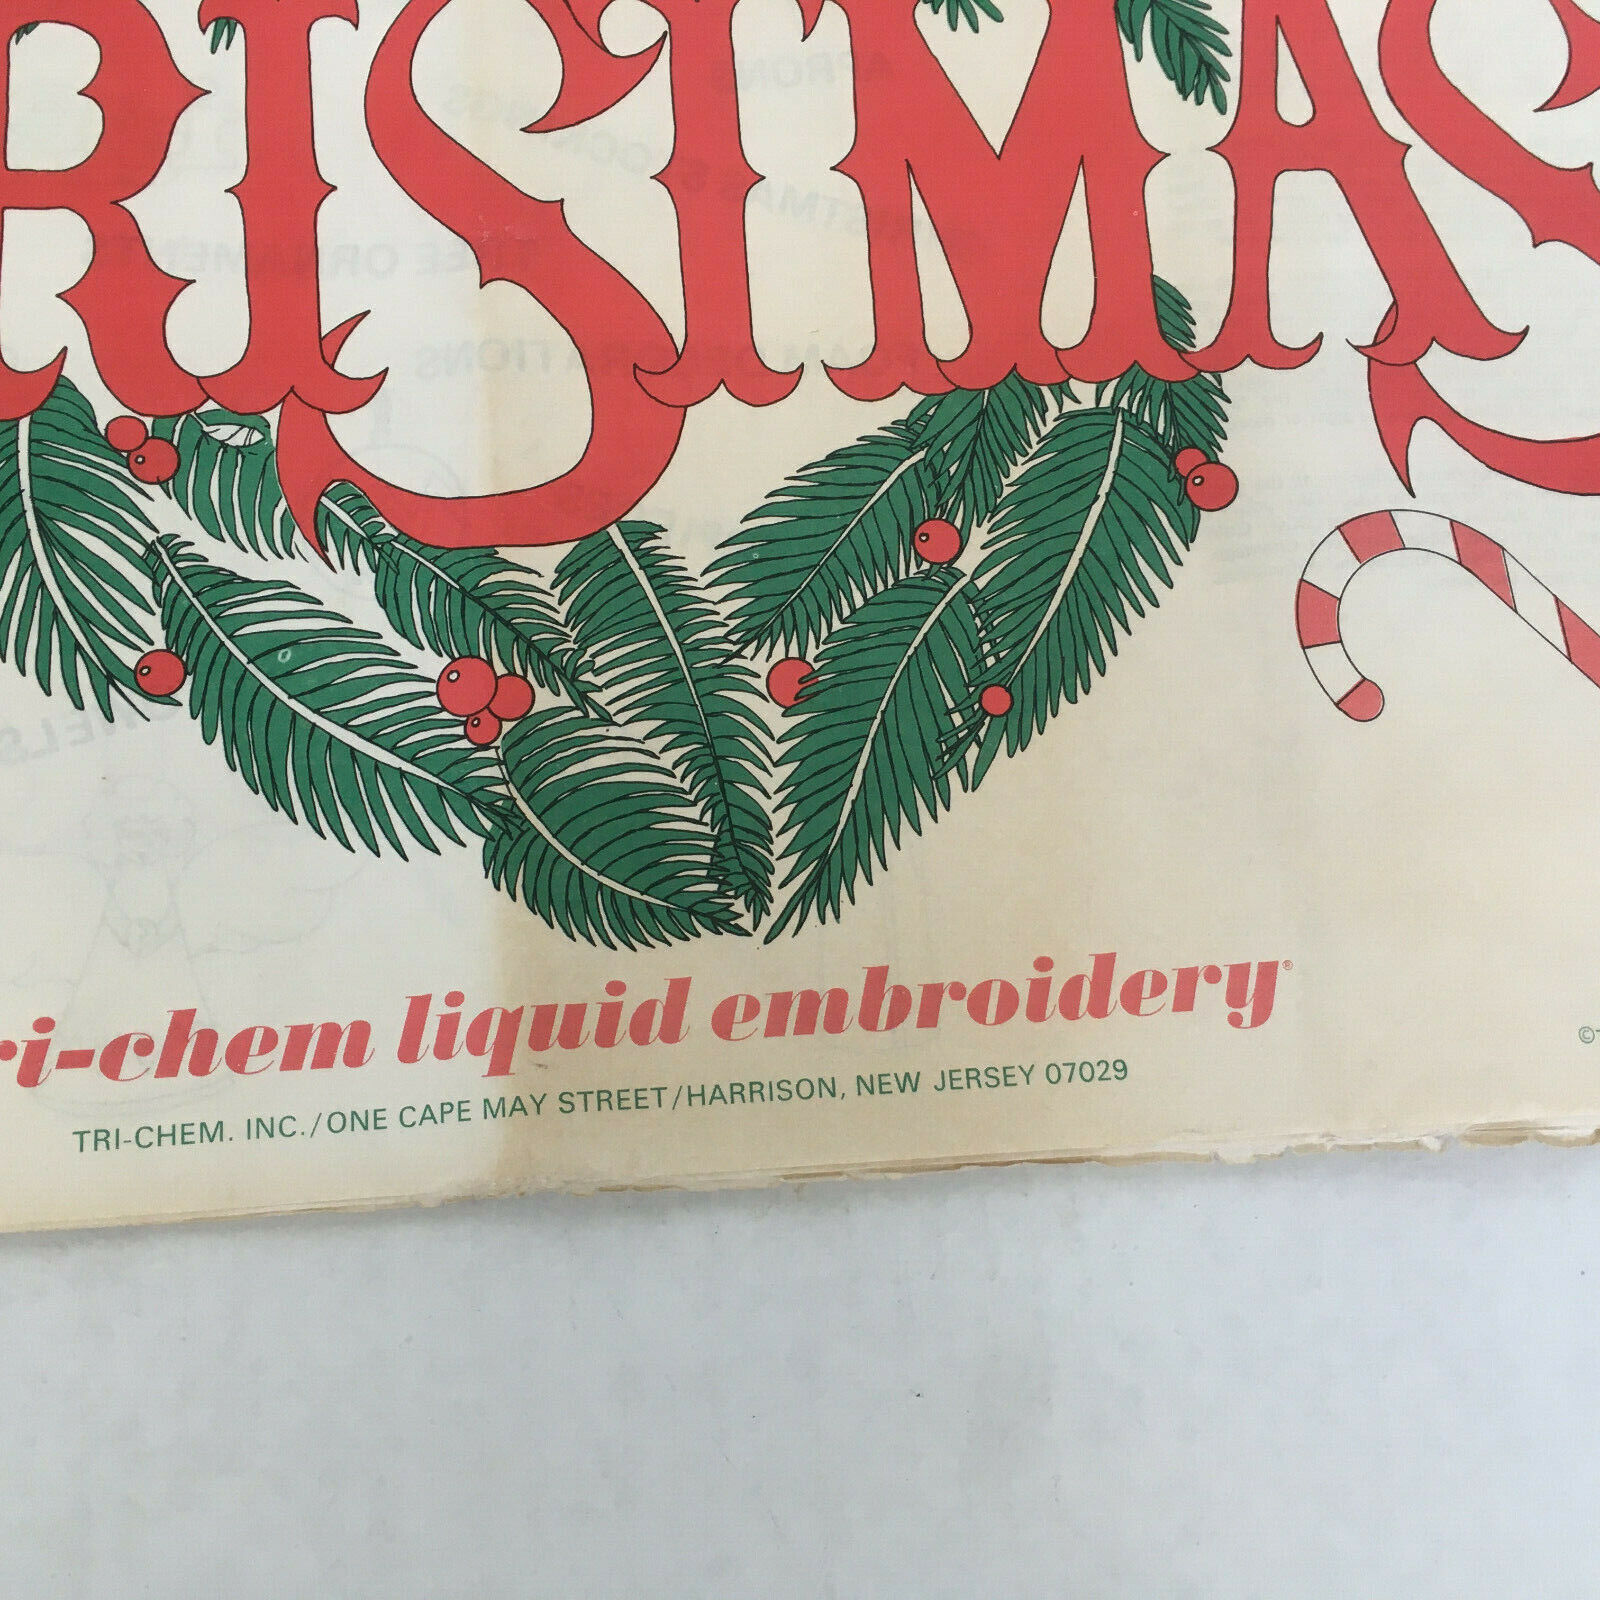 RISTMAS
ri-chem liquid embroidery®
TRI-CHEM. INC./ONE CAPE MAY STREET/HARRISON, NEW JERSEY 07029
©